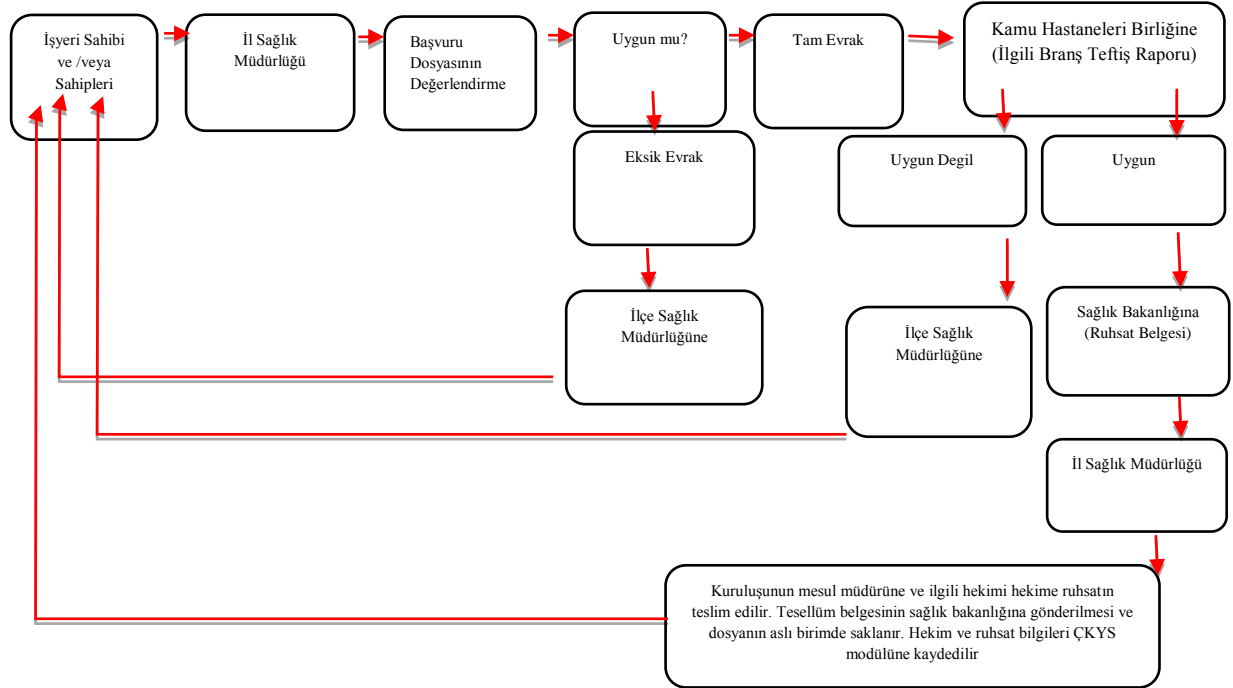 İşyeri Sahibi
ve /veya
Sahipleri
İl Sağlık
Müdürlüğü
Başvuru
Dosyasının
Değerlendirme
Uygun mu?
Tam Evrak
Kamu Hastaneleri Birliğine
(İlgili Branş Teftiş Raporu)
Eksik Evrak
Uygun Degil
Uygun
İlçe Sağlık
Müdürlüğüne
İlçe Sağlık
Müdürlüğüne
Sağlık Bakanlığına
(Ruhsat Belgesi)
İl Sağlık Müdürlüğü
Kuruluşunun mesul müdürüne ve ilgili hekimi hekime ruhsatın
teslim edilir. Tesellüm belgesinin sağlık bakanlığına gönderilmesi ve
dosyanın aslı birimde saklanır. Hekim ve ruhsat bilgileri ÇKYS
modülüne kaydedilir